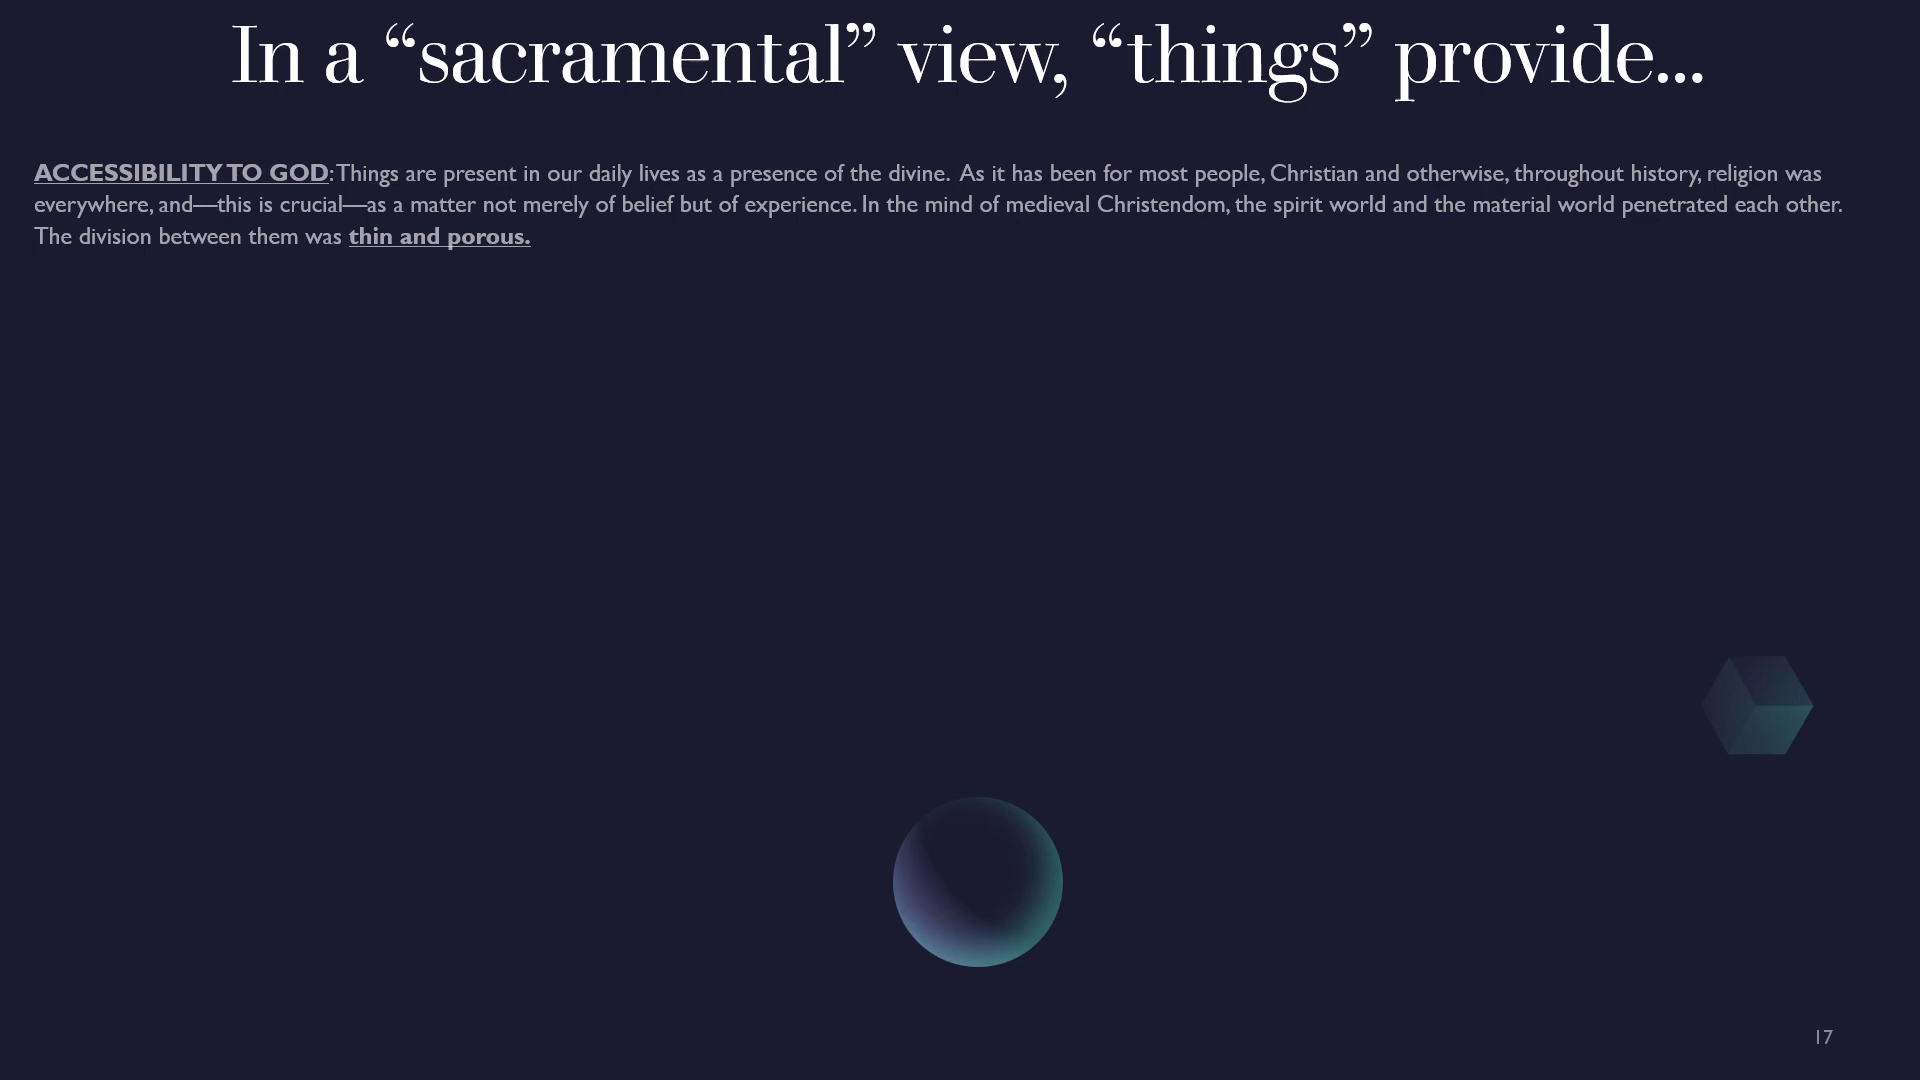 In a “sacramental” view, “things” provide...
ACCESSIBILITY TO GOD: Things are present in our daily lives as a presence of the divine.  As it has been for most people, Christian and otherwise, throughout history, religion was
everywhere, and—this is crucial—as a matter not merely of belief but of experience. In the mind of medieval Christendom, the spirit world and the material world penetrated each other.
The division between them was thin and porous.
17